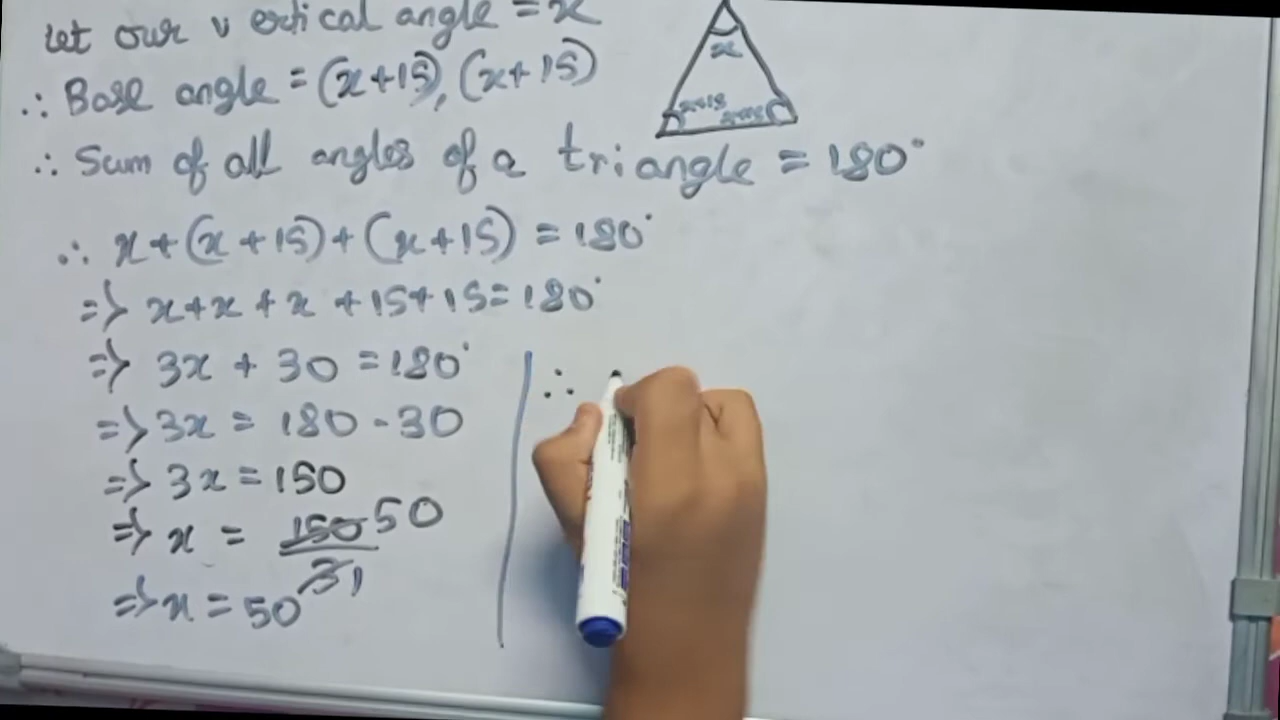 let our vertical angle = x
∴ Base angle = (x+15), (x+15)
x
x+15 x+15
∴ Sum of all angles of a triangle = 180°
∴ x + (x + 15) + (x+15) = 180°
=> x + x + x + 15 + 15 = 180°
=> 3x + 30 = 180°
=> 3x = 180 - 30
=> 3x = 150
=> x = 150/3 50 1
=> x = 50
∴